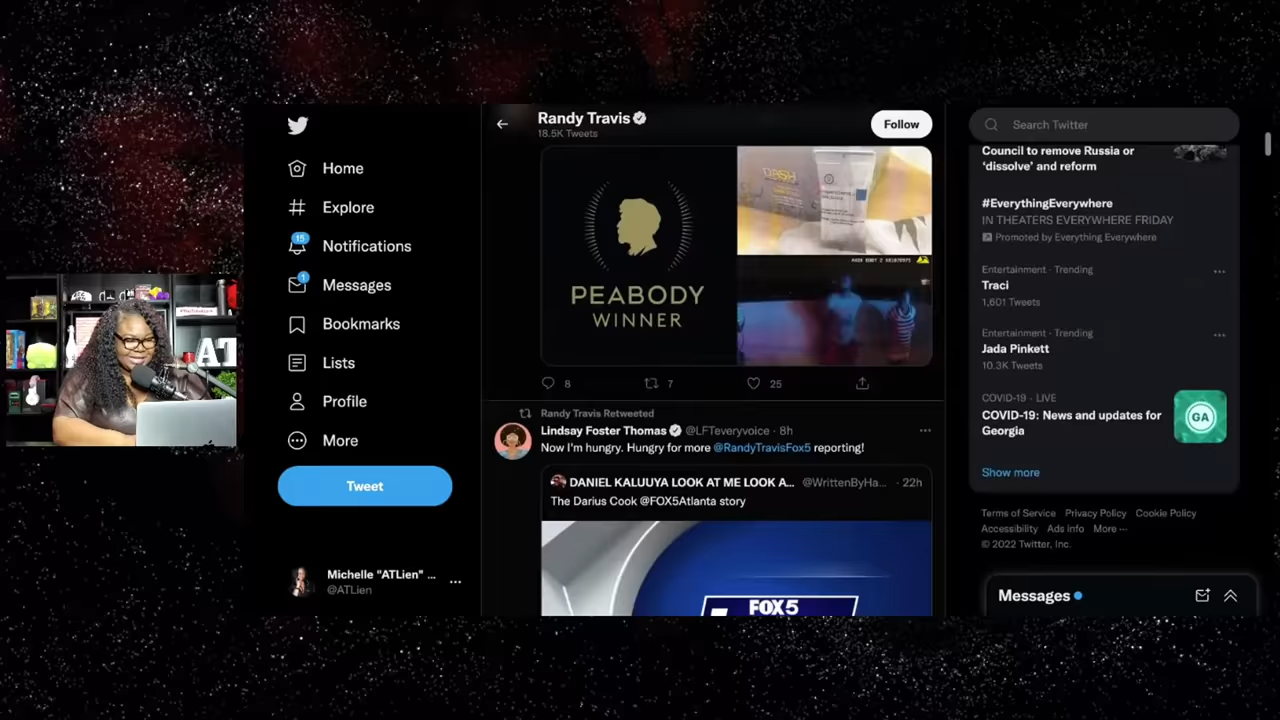 Home
Explore
15
Notifications
1
Messages
Bookmarks
Lists
Profile
More
Tweet
Michelle "ATLien" ...
@ATLien
Randy Travis
18.5K Tweets
Follow
PEABODY
WINNER
8
7
25
Randy Travis Retweeted
Lindsay Foster Thomas @LFTeveryvoice · 8h
Now I'm hungry. Hungry for more @RandyTravisFox5 reporting!
DANIEL KALUUYA LOOK AT ME LOOK A... @WrittenByHa... · 22h
The Darius Cook @FOX5Atlanta story
FOX5
Search Twitter
Council to remove Russia or
'dissolve' and reform
#EverythingEverywhere
IN THEATERS EVERYWHERE FRIDAY
Promoted by Everything Everywhere
Entertainment · Trending
Traci
1,601 Tweets
Entertainment · Trending
Jada Pinkett
10.3K Tweets
COVID-19 · LIVE
COVID-19: News and updates for
Georgia
GA
Show more
Terms of Service Privacy Policy Cookie Policy
Accessibility Ads info More ...
© 2022 Twitter, Inc.
Messages
AT